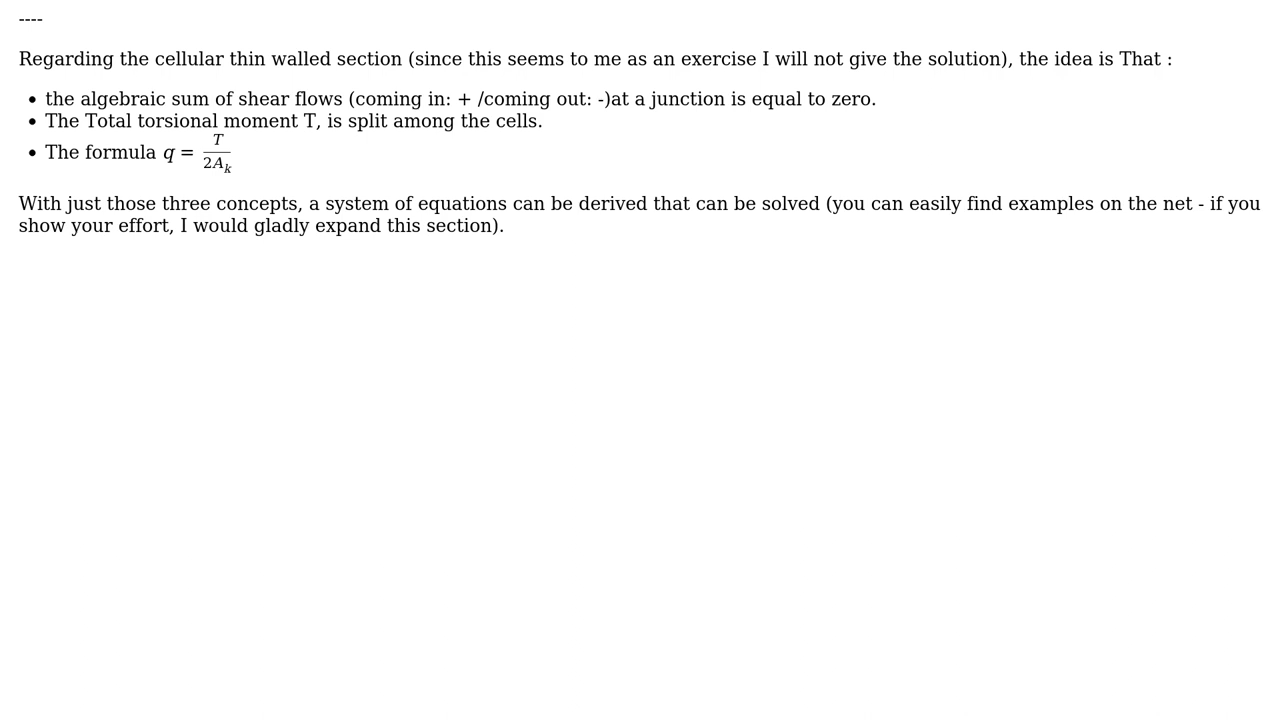 ----
Regarding the cellular thin walled section (since this seems to me as an exercise I will not give the solution), the idea is That :
• the algebraic sum of shear flows (coming in: + /coming out: -)at a junction is equal to zero.
• The Total torsional moment T, is split among the cells.
• The formula $q = \frac{T}{2A_k}$
With just those three concepts, a system of equations can be derived that can be solved (you can easily find examples on the net - if you
show your effort, I would gladly expand this section).